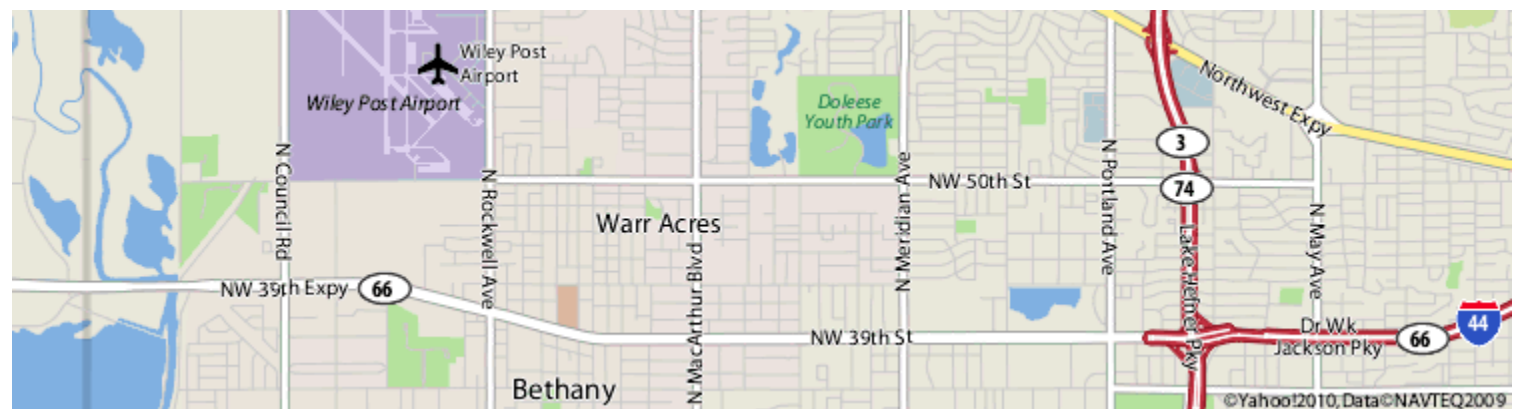 Wiley Post
Airport
Wiley Post Airport
Doleese
Youth Park
Northwest Expy
3
N Council Rd
N Rockwell Ave
N Meridian Ave
N Portland Ave
NW 50th St
74
Warr Acres
N MacArthur Blvd
Lake Hefner Pky
N May Ave
NW 39th Expy
66
NW 39th St
Dr Wk
Jackson Pky
66
44
Bethany
©Yahoo!2010, Data©NAVTEQ2009